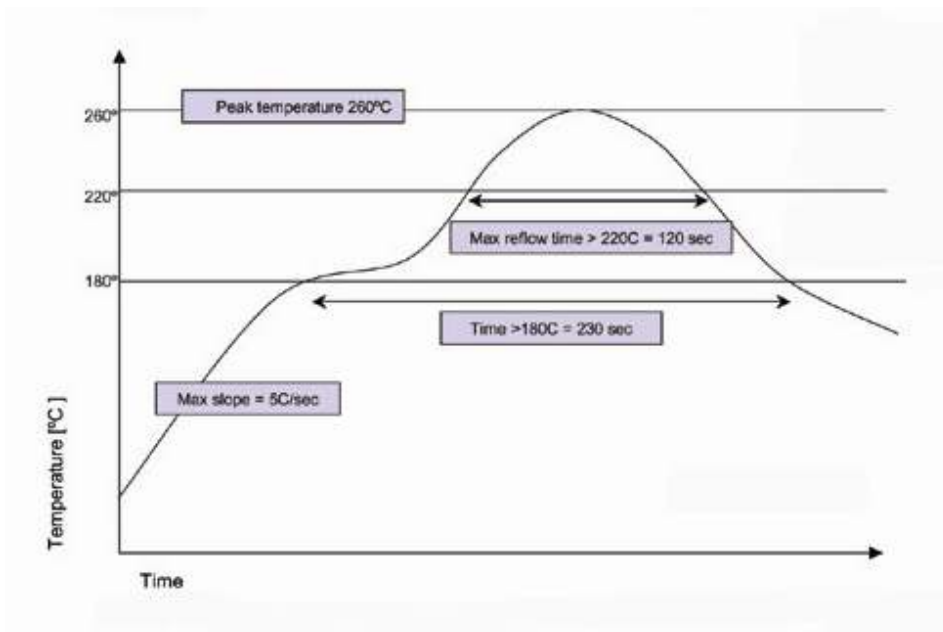 Peak temperature 260ºC
260º
220º
Max reflow time > 220C = 120 sec
180º
Time >180C = 230 sec
Max slope = 5C/sec
Temperature [ºC ]
Time